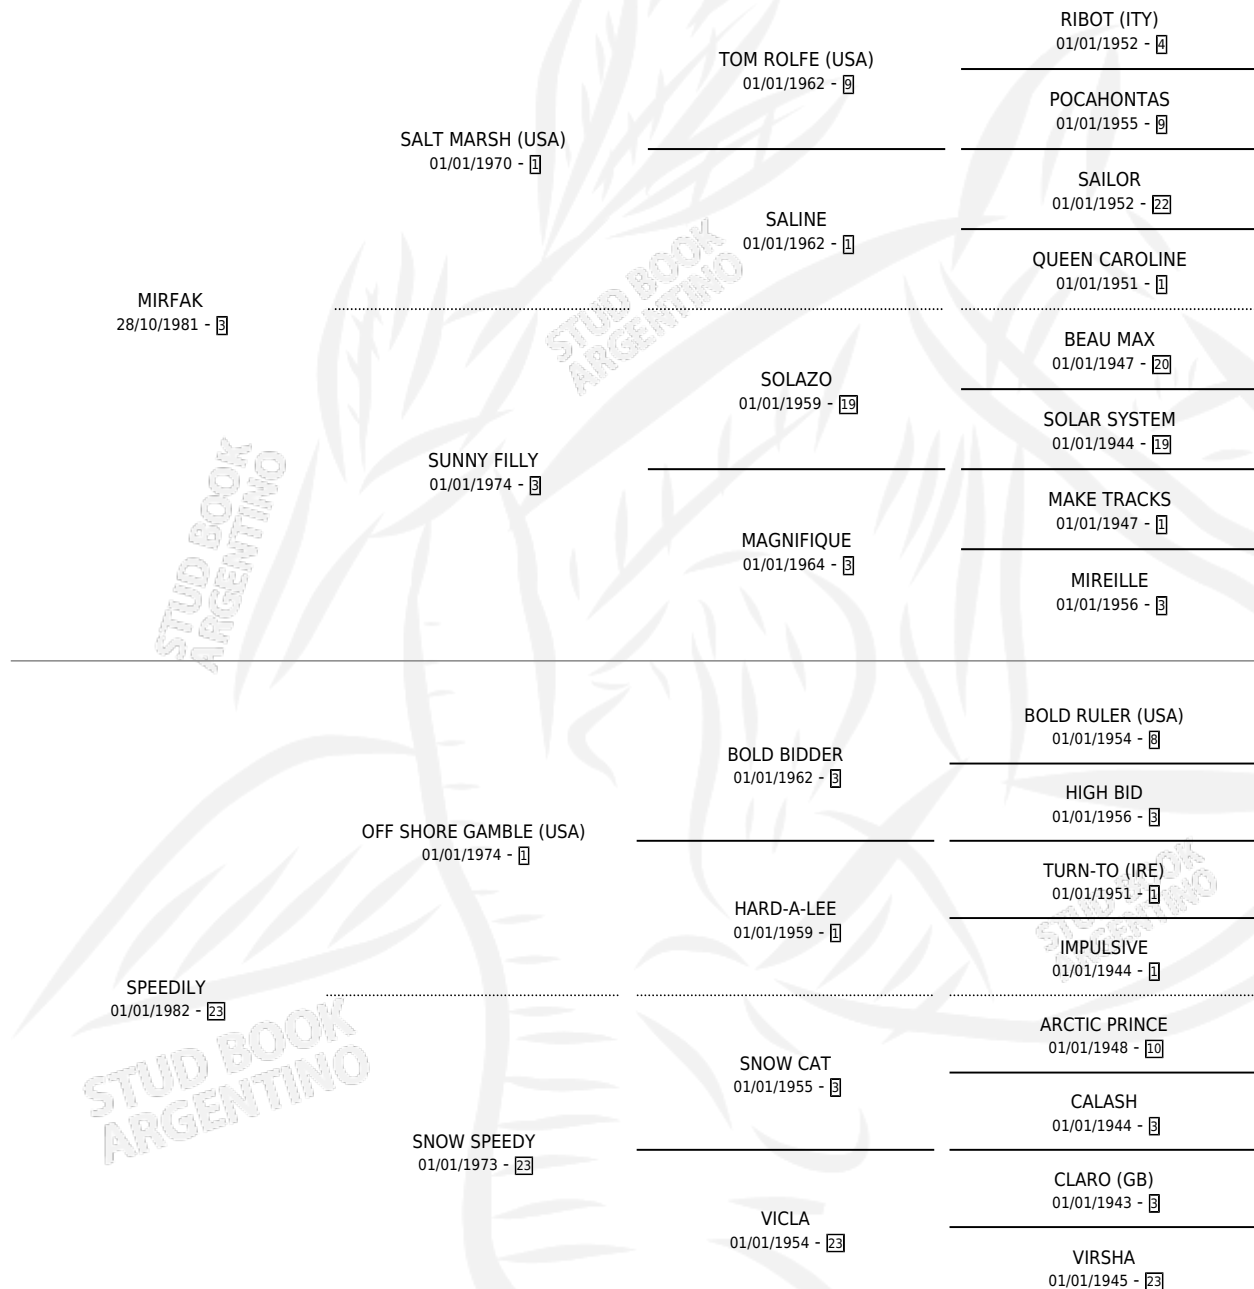 RIBOT (ITY)
01/01/1952 - 4
TOM ROLFE (USA)
01/01/1962 - 9
POCAHONTAS
01/01/1955 - 9
SALT MARSH (USA)
01/01/1970 - 1
SAILOR
01/01/1952 - 22
SALINE
01/01/1962 - 1
QUEEN CAROLINE
01/01/1951 - 1
MIRFAK
28/10/1981 - 3
STUD BOOK
ARGENTINO
BEAU MAX
01/01/1947 - 20
SOLAZO
01/01/1959 - 19
SOLAR SYSTEM
01/01/1944 - 19
SUNNY FILLY
01/01/1974 - 3
MAKE TRACKS
01/01/1947 - 1
MAGNIFIQUE
01/01/1964 - 3
MIREILLE
01/01/1956 - 3
STUD BOOK
ARGENTINO
BOLD RULER (USA)
01/01/1954 - 8
BOLD BIDDER
01/01/1962 - 3
HIGH BID
01/01/1956 - 3
OFF SHORE GAMBLE (USA)
01/01/1974 - 1
TURN-TO (IRE)
01/01/1951 - 1
HARD-A-LEE
01/01/1959 - 1
IMPULSIVE
01/01/1944 - 1
STUD BOOK
ARGENTINO
SPEEDILY
01/01/1982 - 23
STUD BOOK
ARGENTINO
ARCTIC PRINCE
01/01/1948 - 10
SNOW CAT
01/01/1955 - 3
CALASH
01/01/1944 - 3
SNOW SPEEDY
01/01/1973 - 23
CLARO (GB)
01/01/1943 - 3
VICLA
01/01/1954 - 23
VIRSHA
01/01/1945 - 23